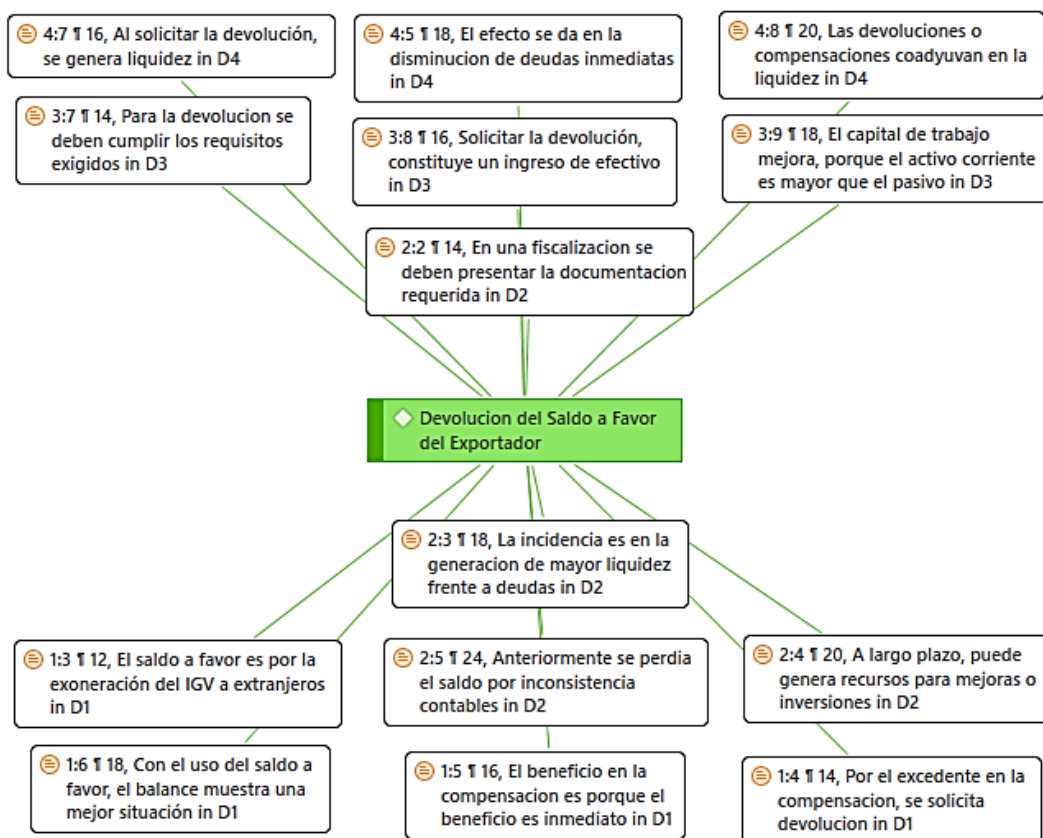 4:7 ¶ 16, Al solicitar la devolución,
se genera liquidez in D4
4:5 ¶ 18, El efecto se da en la
disminucion de deudas inmediatas
in D4
4:8 ¶ 20, Las devoluciones o
compensaciones coadyuvan en la
liquidez in D4
3:7 ¶ 14, Para la devolucion se
deben cumplir los requisitos
exigidos in D3
3:8 ¶ 16, Solicitar la devolución,
constituye un ingreso de efectivo
in D3
3:9 ¶ 18, El capital de trabajo
mejora, porque el activo corriente
es mayor que el pasivo in D3
2:2 ¶ 14, En una fiscalizacion se
deben presentar la documentacion
requerida in D2
Devolucion del Saldo a Favor
del Exportador
2:3 ¶ 18, La incidencia es en la
generacion de mayor liquidez
frente a deudas in D2
1:3 ¶ 12, El saldo a favor es por la
exoneración del IGV a extranjeros
in D1
2:5 ¶ 24, Anteriormente se perdia
el saldo por inconsistencia
contables in D2
2:4 ¶ 20, A largo plazo, puede
genera recursos para mejoras o
inversiones in D2
1:6 ¶ 18, Con el uso del saldo a
favor, el balance muestra una
mejor situación in D1
1:5 ¶ 16, El beneficio en la
compensacion es porque el
beneficio es inmediato in D1
1:4 ¶ 14, Por el excedente en la
compensacion, se solicita
devolucion in D1